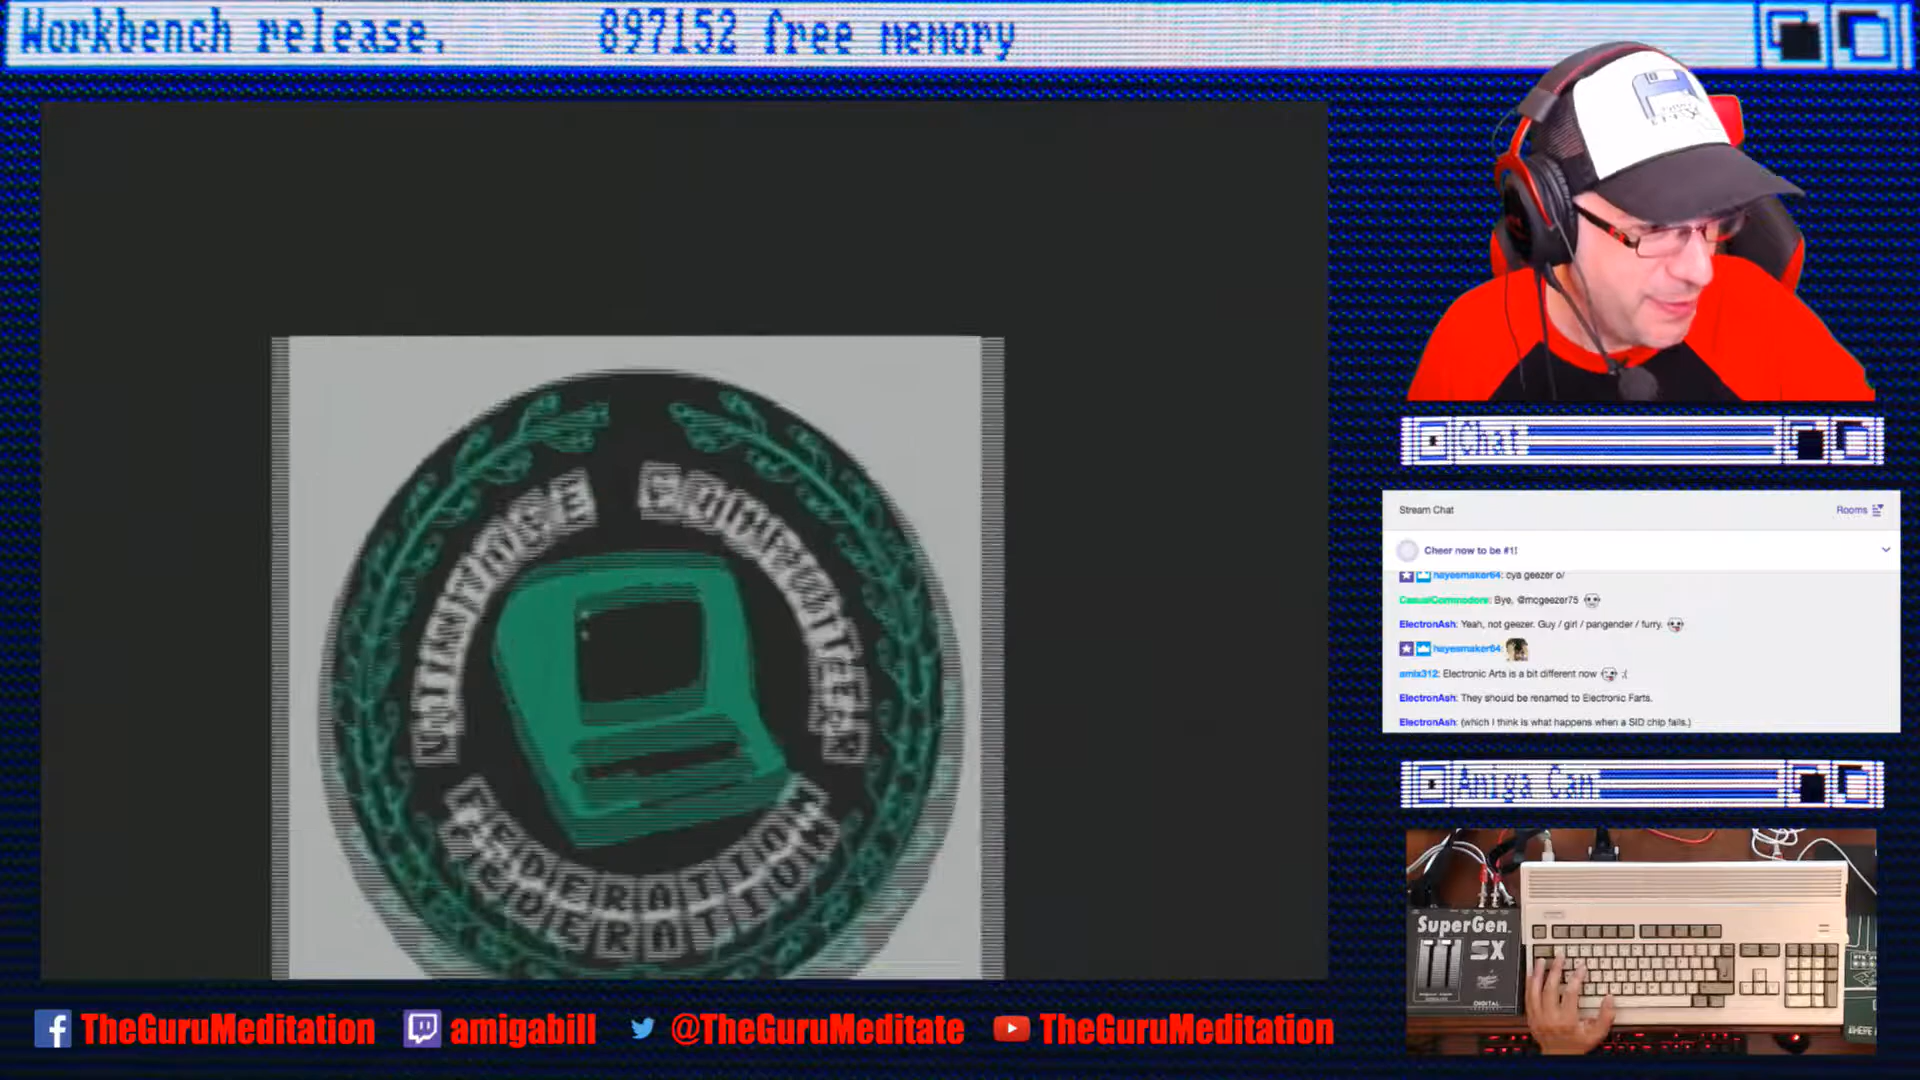 Workbench release. 897152 free memory
VINTAGE COMPUTER
FEDERATION
FEDERATION
Chat
Stream Chat
Rooms
Cheer now to be #1!
hayesmaker64: cya geezer o/
CasualCommodore: Bye, @mcgeezer75
ElectronAsh: Yeah, not geezer. Guy / girl / pangender / furry.
hayesmaker64:
amix312: Electronic Arts is a bit different now :(
ElectronAsh: They should be renamed to Electronic Farts.
ElectronAsh: (which I think is what happens when a SID chip fails.)
Amiga Cam
SuperGen
SX
DIGITAL
TheGuruMeditation amigabill @TheGuruMeditate TheGuruMeditation